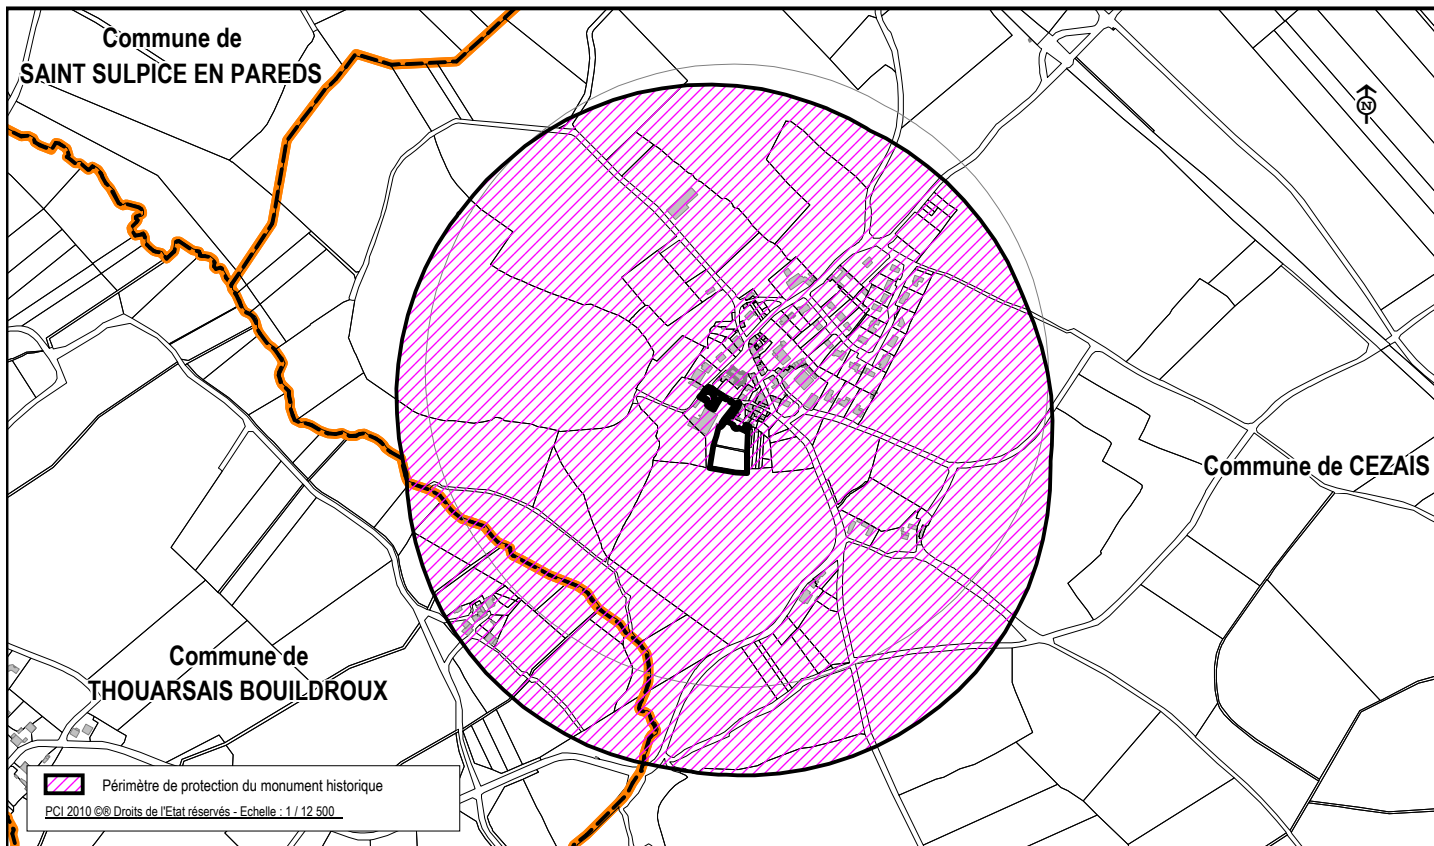 Commune de
SAINT SULPICE EN PAREDS
N
Commune de CEZAIS
Commune de
THOUARSAIS BOUILDROUX
Périmètre de protection du monument historique
PCI 2010 ©® Droits de l'Etat réservés - Echelle : 1 / 12 500